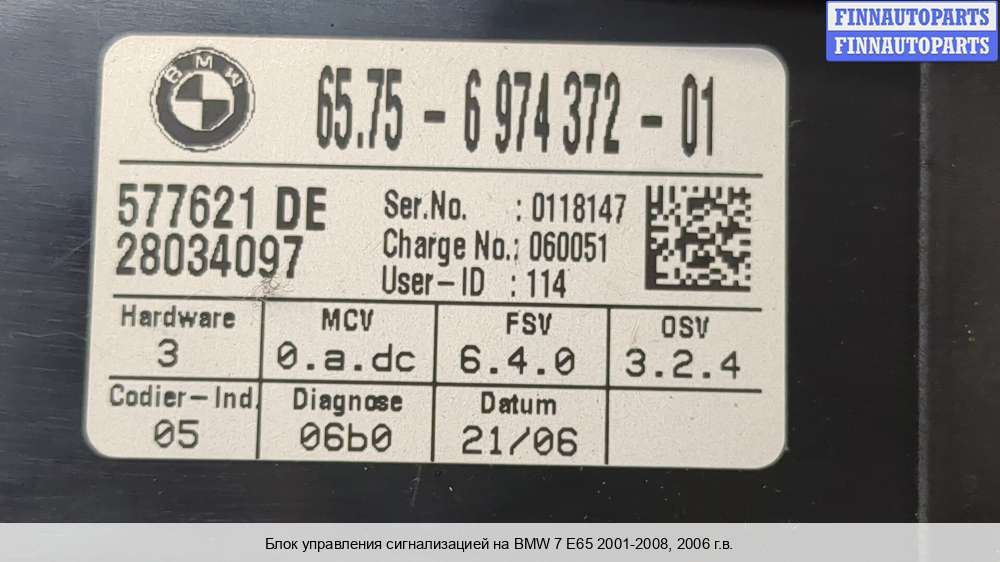 FINNAUTOPARTS
FINNAUTOPARTS
BMW
65.75 - 6 974 372 - 01
577621 DE
28034097
Ser.No. : 0118147
Charge No.: 060051
User-ID : 114
Hardware MCV FSV OSV
3 0.a.dc 6.4.0 3.2.4
Codier-Ind. Diagnose Datum
05 06b0 21/06
Блок управления сигнализацией на BMW 7 E65 2001-2008, 2006 г.в.